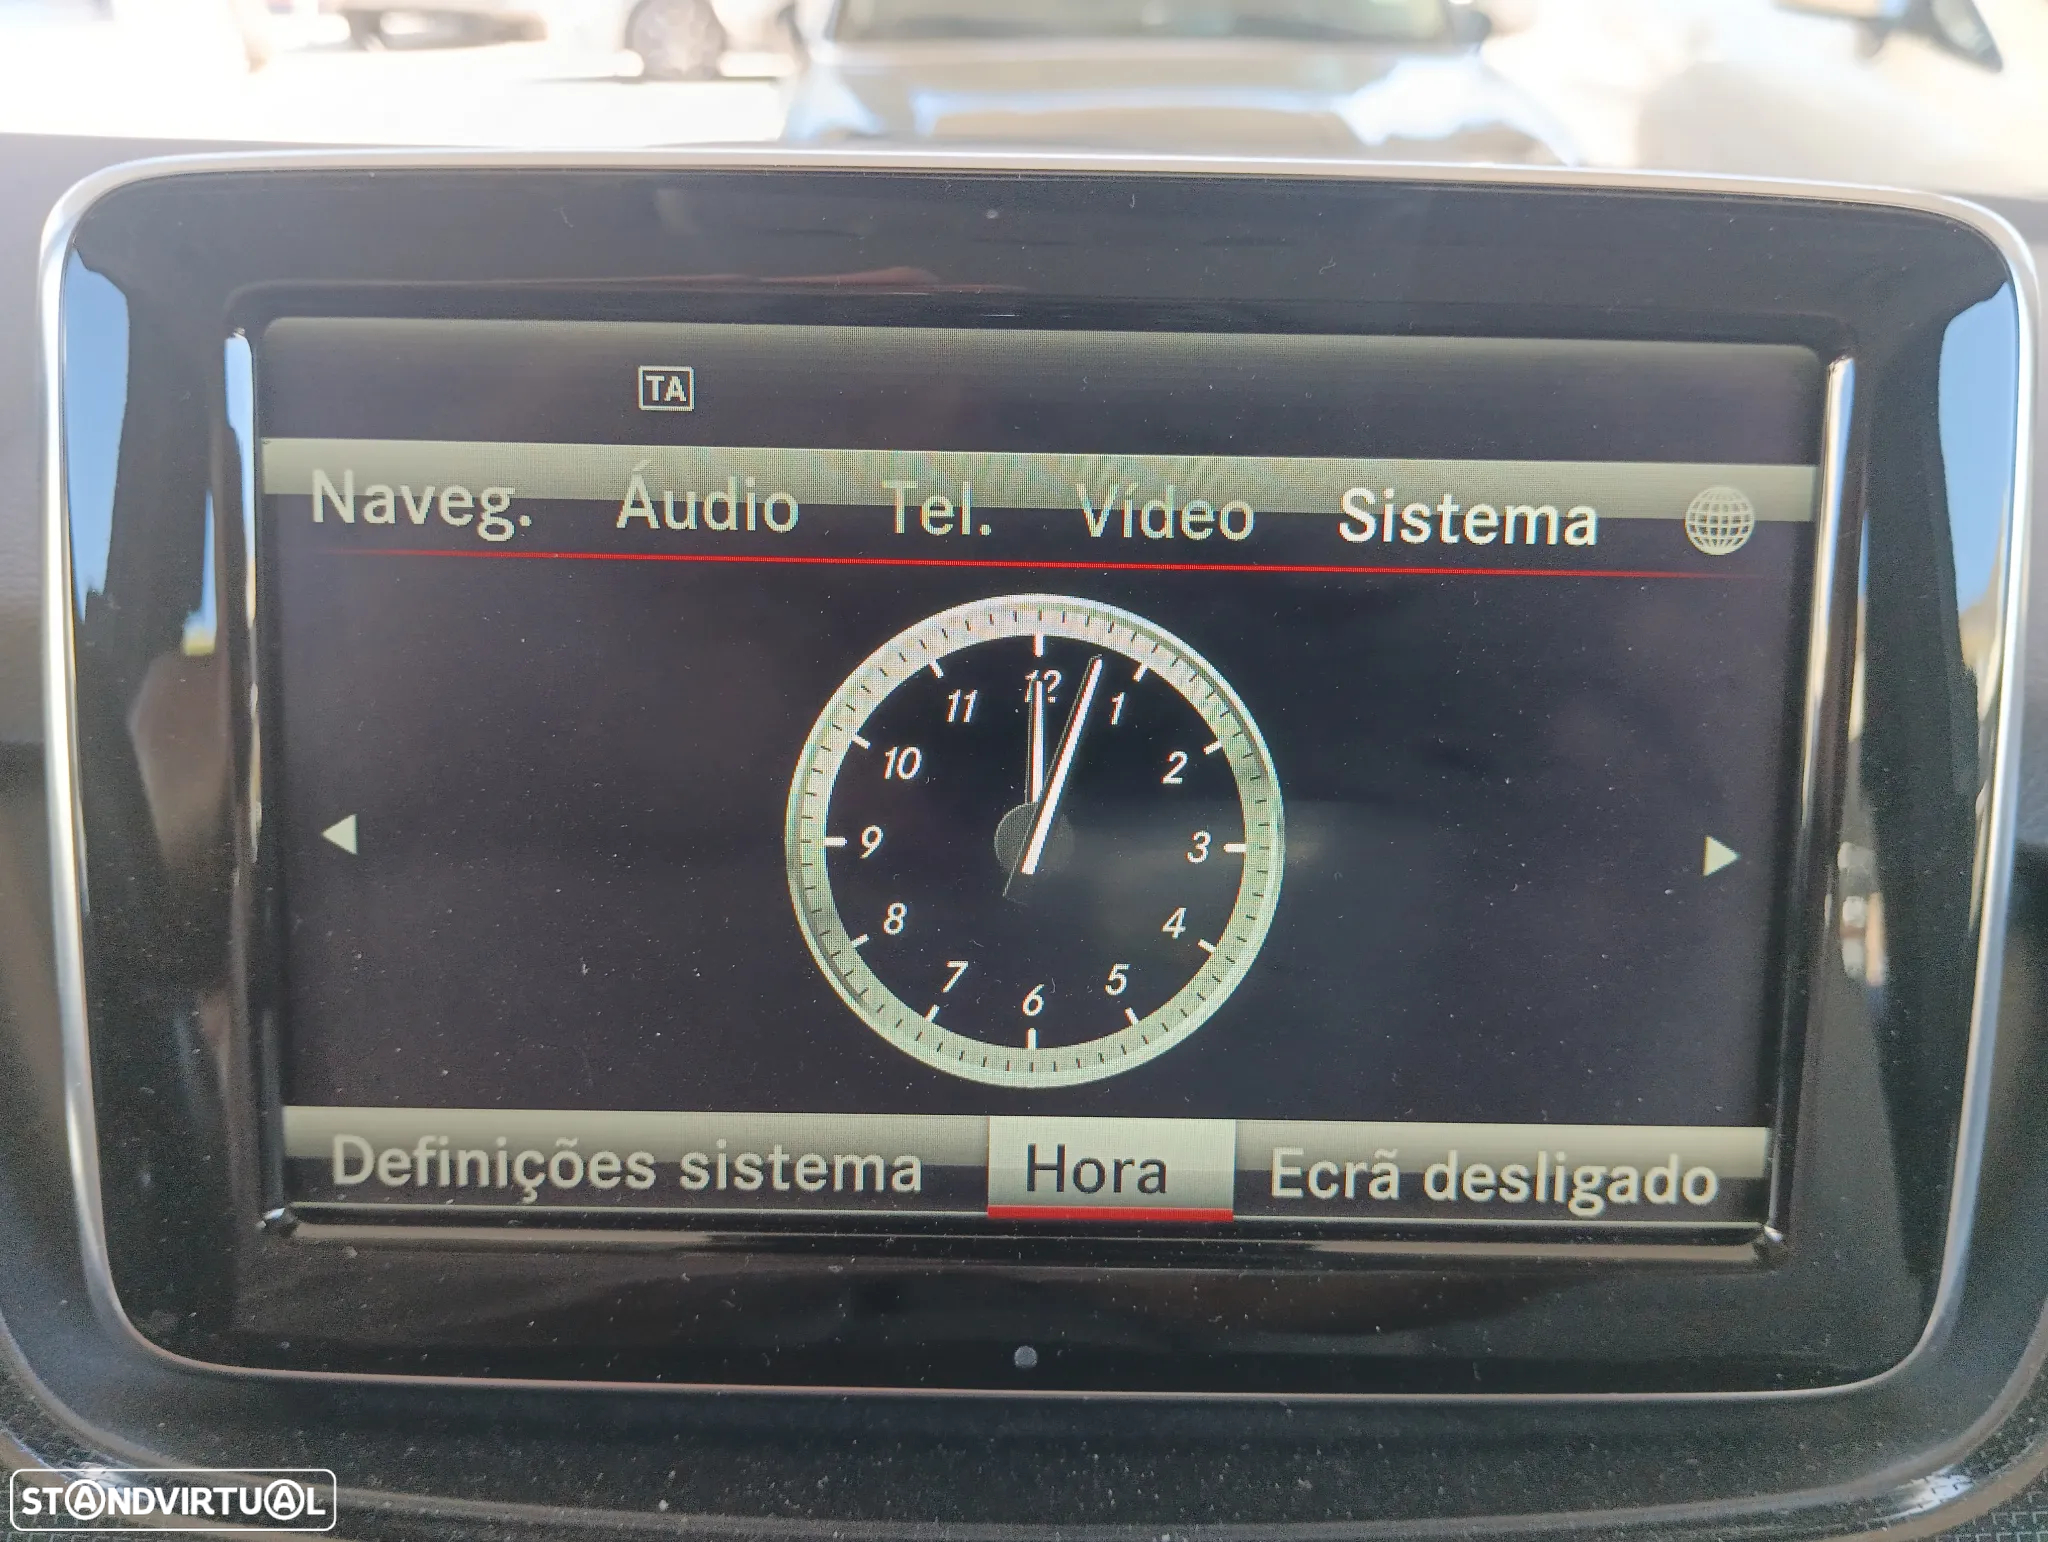 TA
Naveg. Áudio Tel. Vídeo Sistema
12
11 1
10 2
9 3
8 4
7 5
6
Definições sistema Hora Ecrã desligado
STANDVIRTUAL